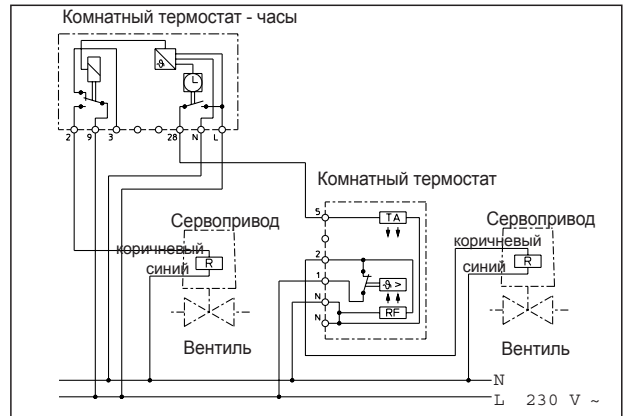 Комнатный термостат - часы
ϑ
2 9 3 28 N L
Комнатный термостат
5 TA
Сервопривод
Сервопривод
коричневый
R
синий
коричневый
R
синий
2
1
ϑ >
N RF
N
Вентиль
Вентиль
N
L 230 V ~